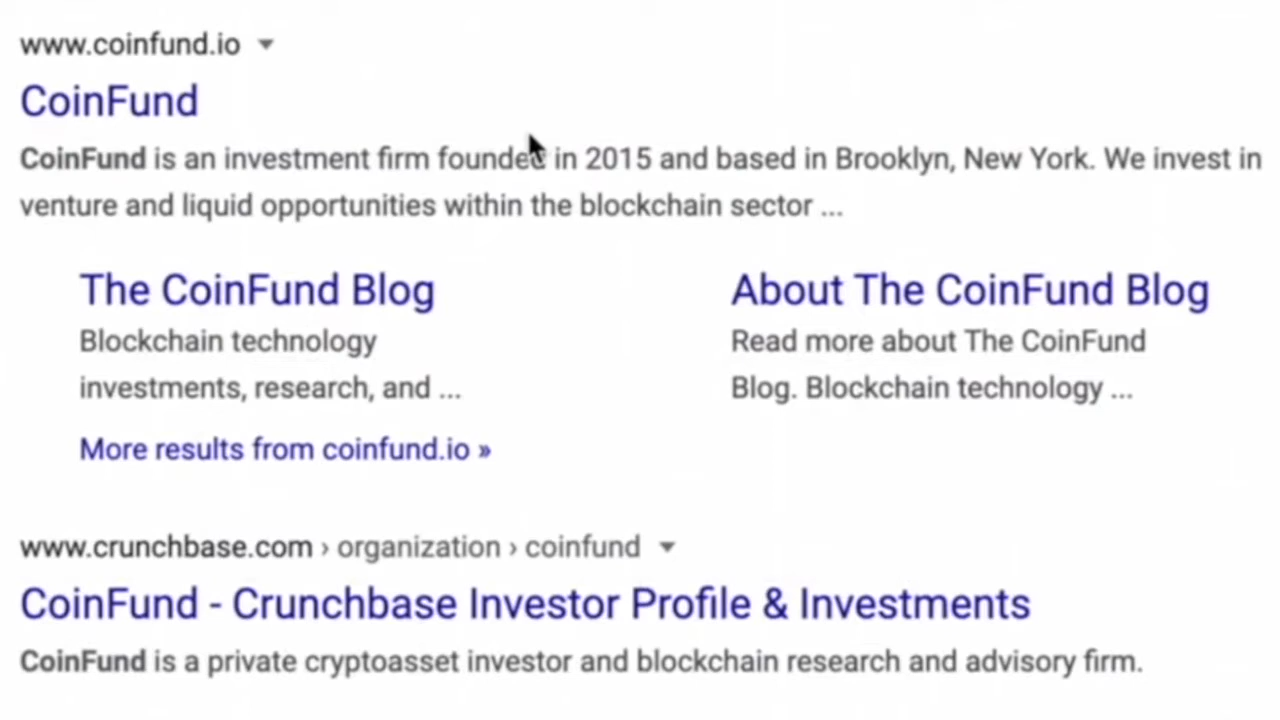 www.coinfund.io
CoinFund
CoinFund is an investment firm founded in 2015 and based in Brooklyn, New York. We invest in
venture and liquid opportunities within the blockchain sector ...
The CoinFund Blog
Blockchain technology
investments, research, and ...
About The CoinFund Blog
Read more about The CoinFund
Blog. Blockchain technology ...
More results from coinfund.io »
www.crunchbase.com › organization › coinfund
CoinFund - Crunchbase Investor Profile & Investments
CoinFund is a private cryptoasset investor and blockchain research and advisory firm.